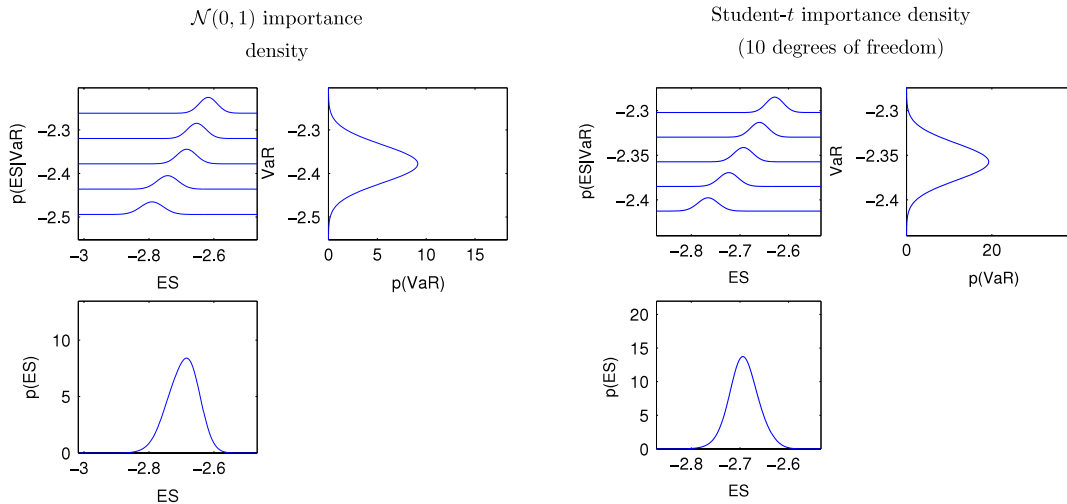 𝒩(0, 1) importance
density
Student-t importance density
(10 degrees of freedom)
p(ES|VaR)
−2.3
−2.4
−2.5
−3
−2.8
−2.6
ES
VaR
−2.3
−2.4
−2.5
0
5
10
15
p(VaR)
p(ES)
10
5
0
−3
−2.8
−2.6
ES
p(ES|VaR)
−2.3
−2.35
−2.4
−2.8
−2.7
−2.6
ES
VaR
−2.3
−2.35
−2.4
0
20
p(VaR)
p(ES)
20
15
10
5
0
−2.8
−2.7
−2.6
ES